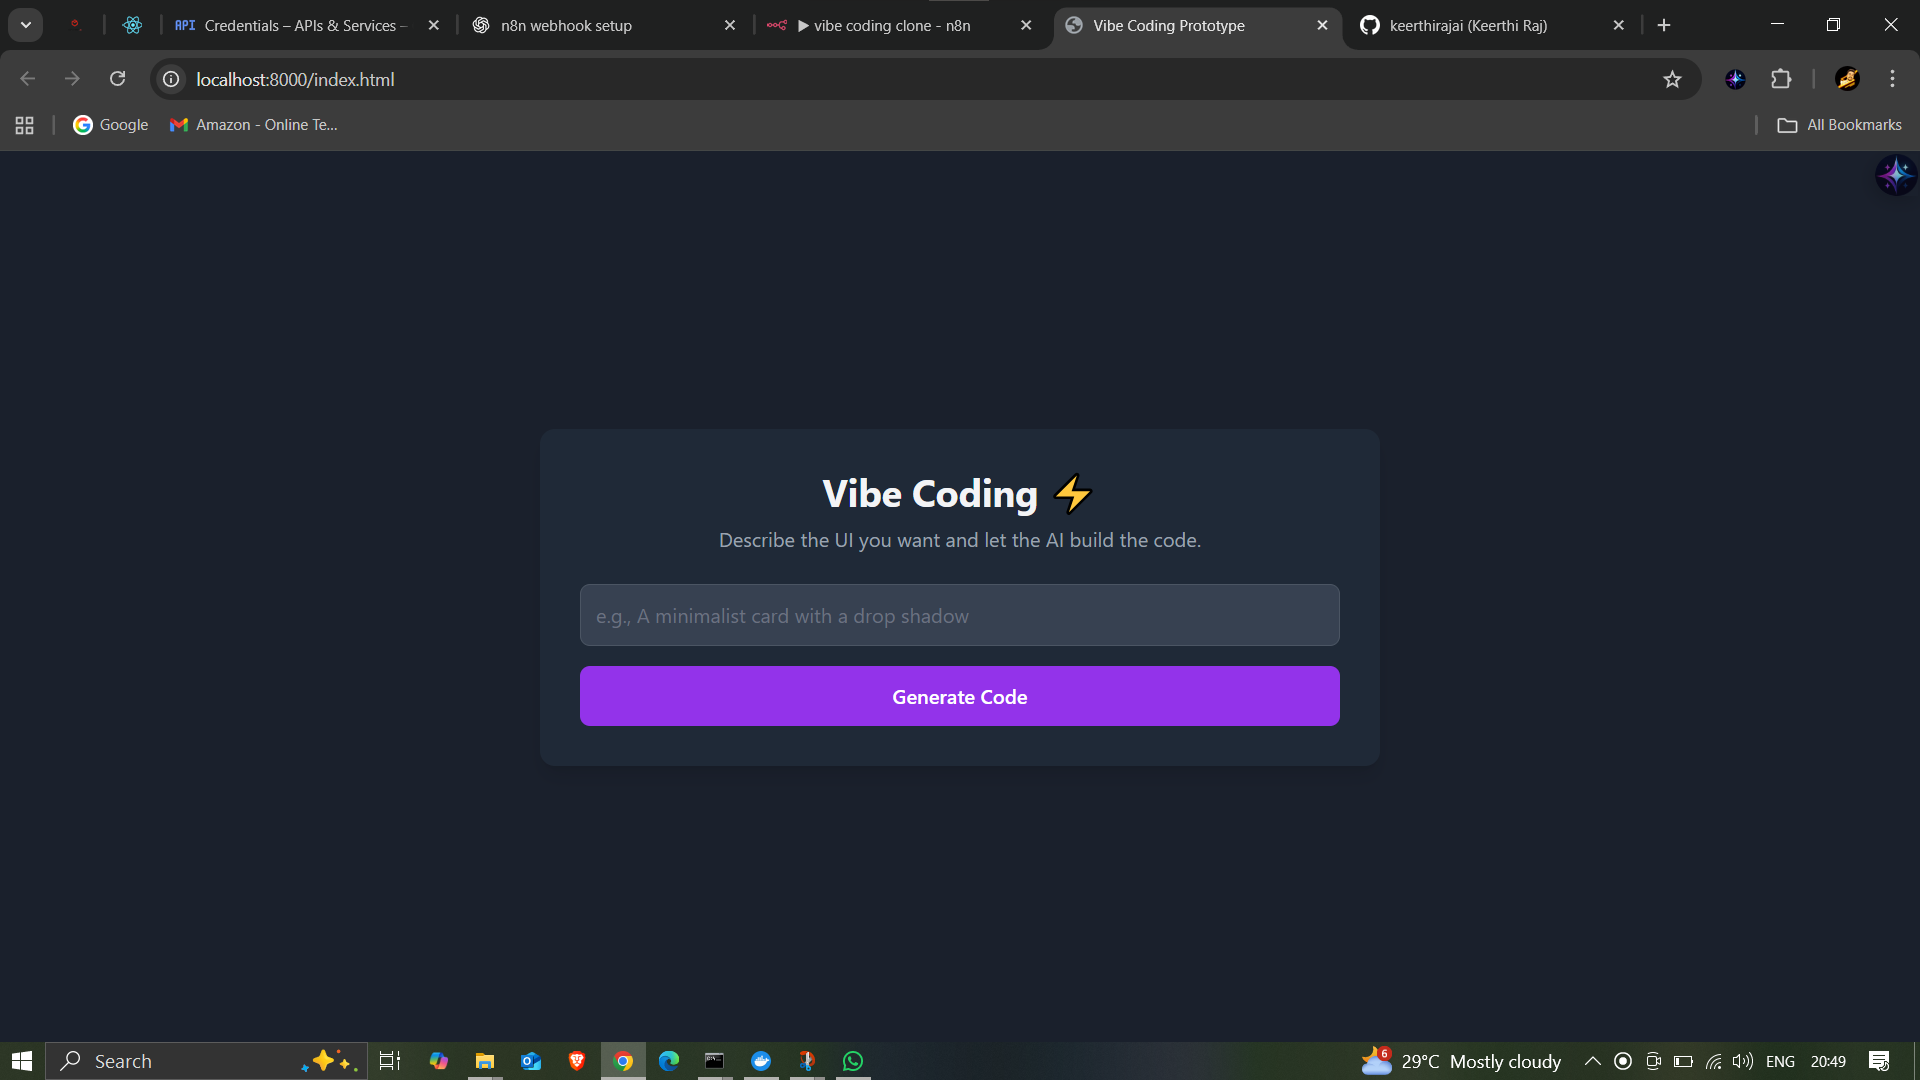 API Credentials – APIs & Services –
n8n webhook setup
vibe coding clone - n8n
Vibe Coding Prototype
keerthirajai (Keerthi Raj)
localhost:8000/index.html
Google
Amazon - Online Te...
All Bookmarks
Vibe Coding ⚡
Describe the UI you want and let the AI build the code.
e.g., A minimalist card with a drop shadow
Generate Code
Search
6
29°C Mostly cloudy
ENG
20:49